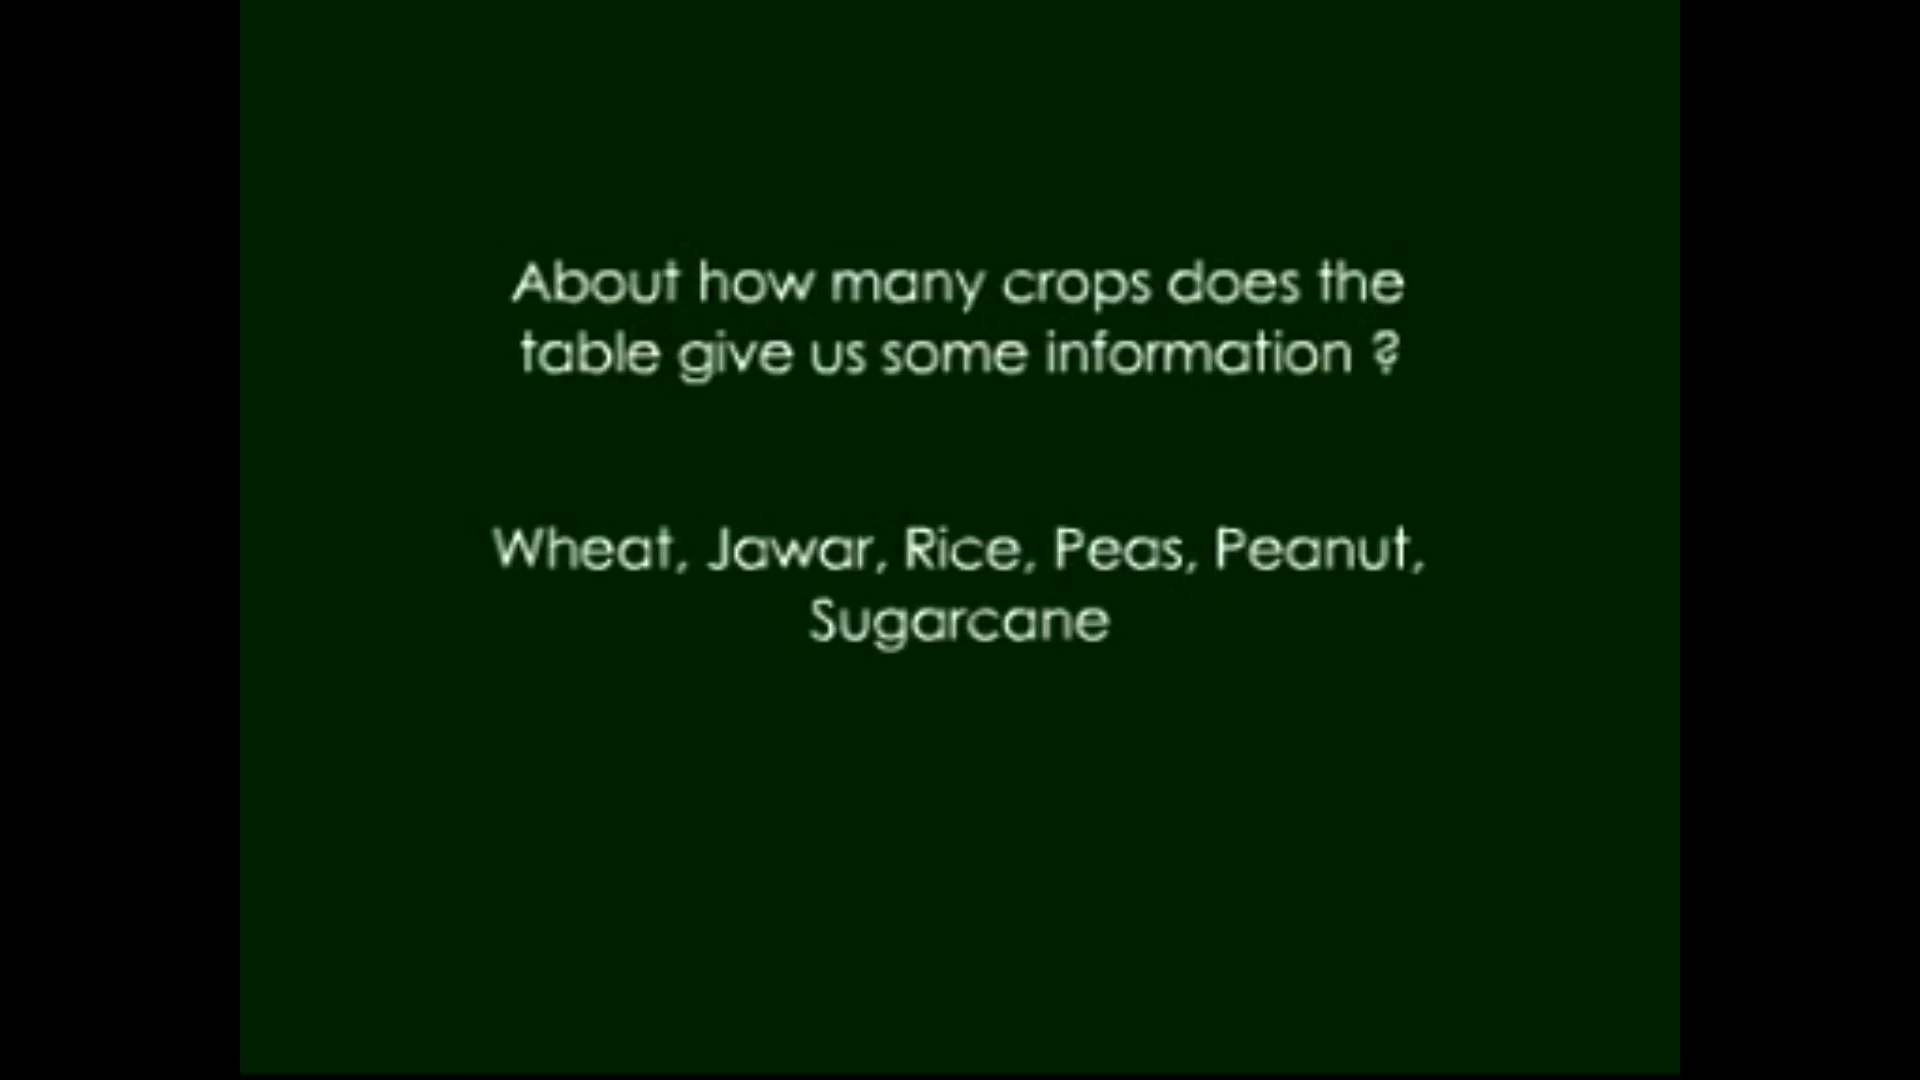 About how many crops does the
table give us some information ?
Wheat, Jawar, Rice, Peas, Peanut,
Sugarcane